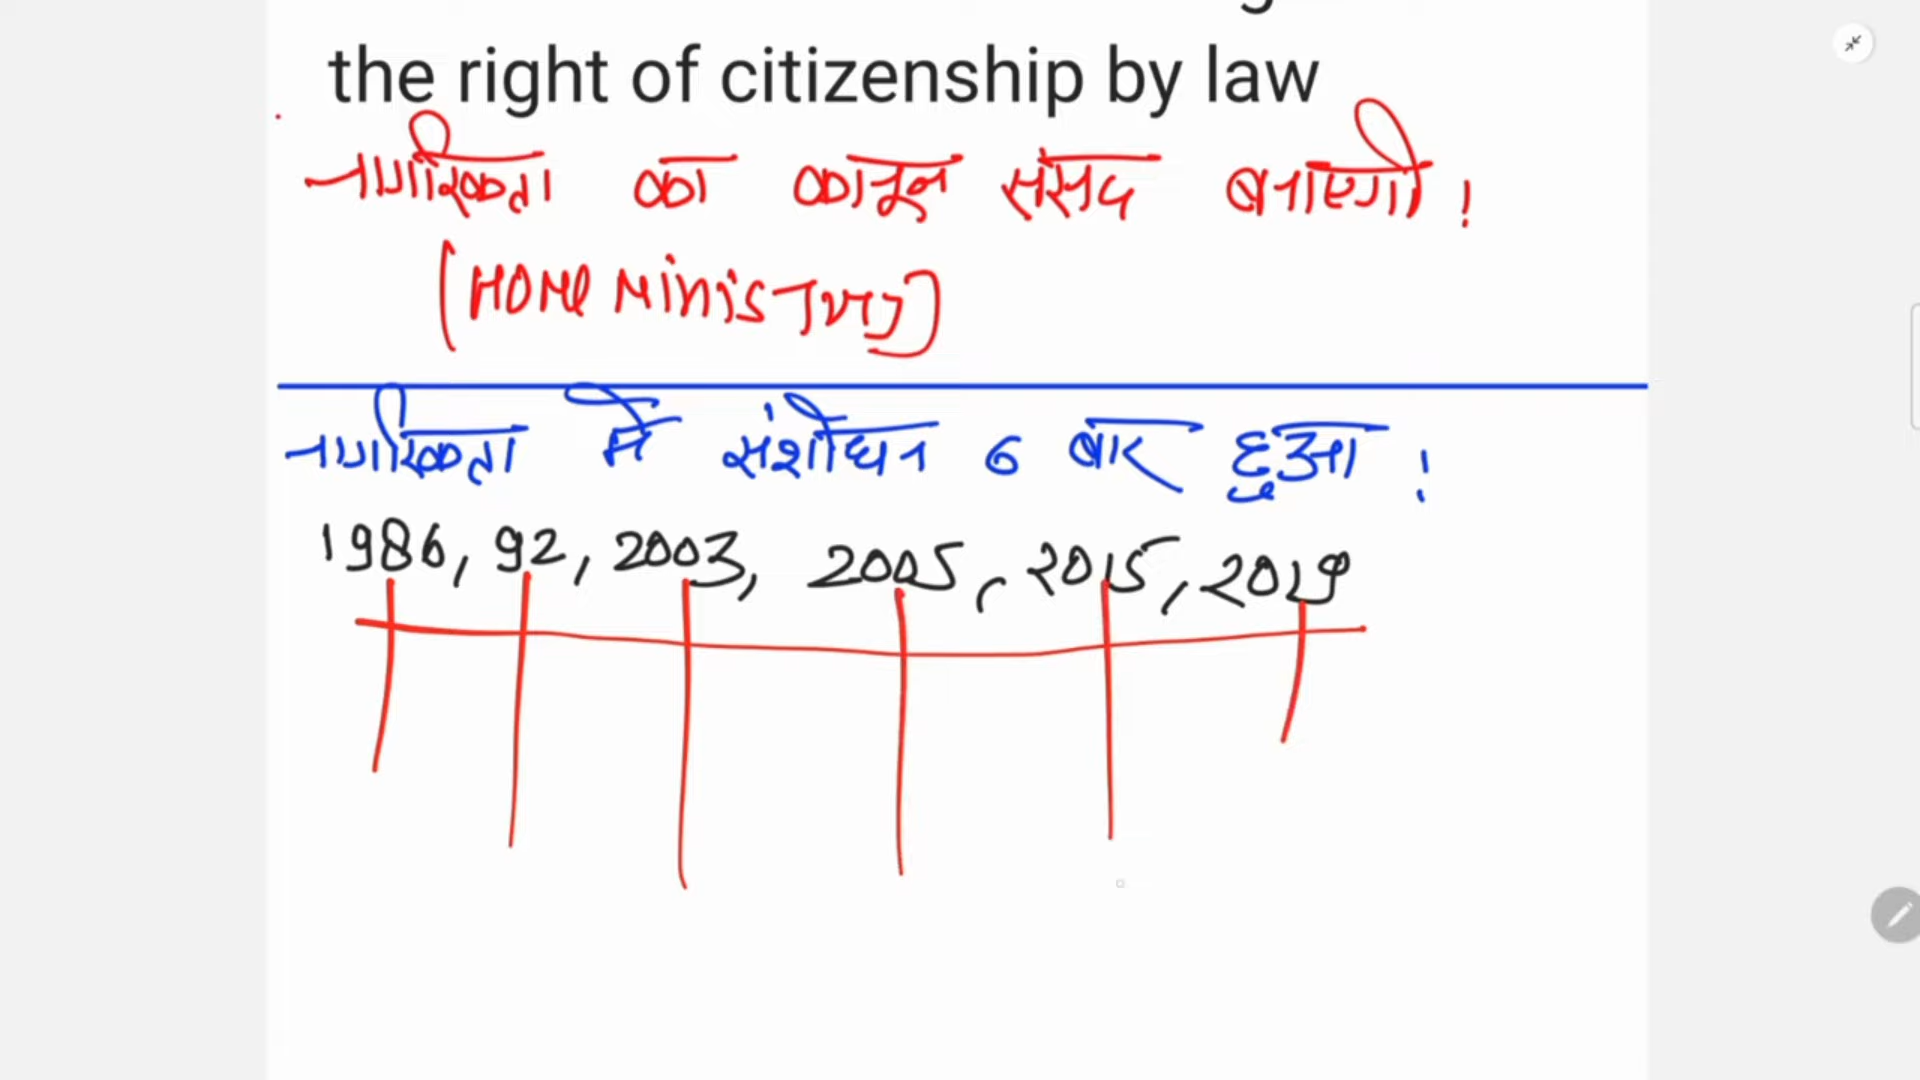 the right of citizenship by law
नागरिकता का कानून संसद बनाएगी।
[HOME MiNiSTry]
नागरिकता में संशोधन 6 बार हुआ।
1986, 92, 2003, 2005, 2015, 2019